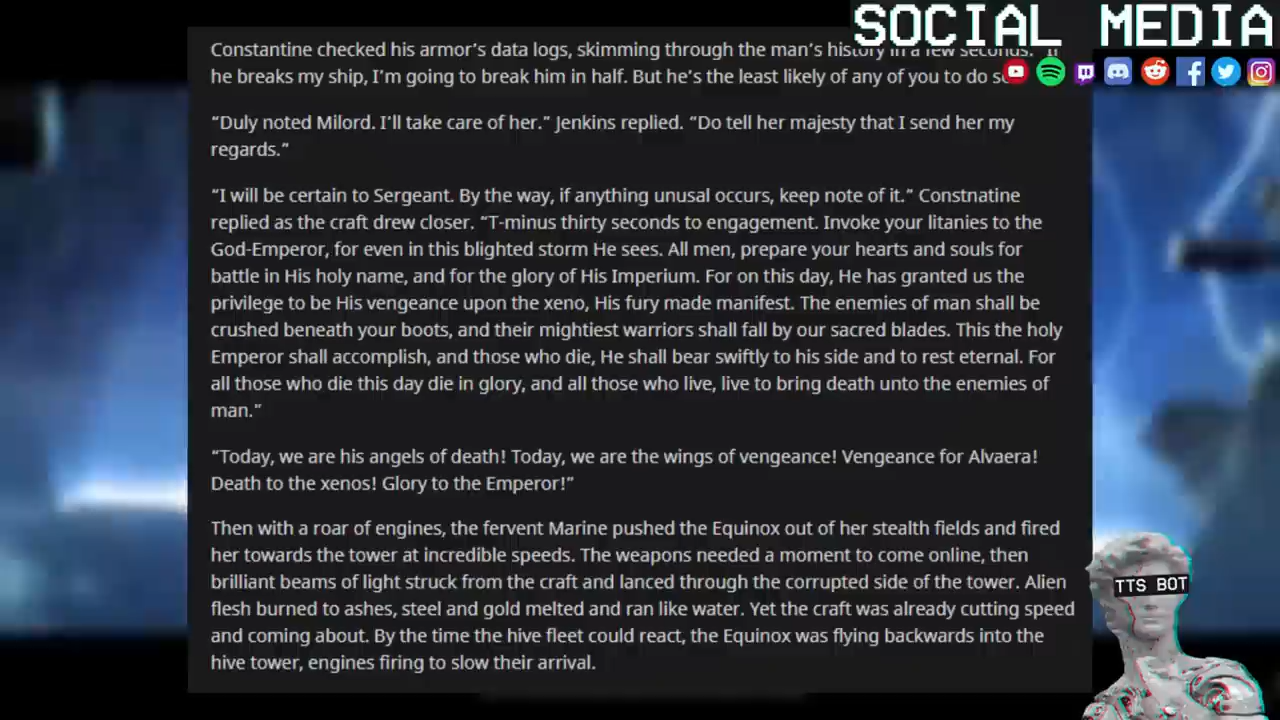 SOCIAL MEDIA
Constantine checked his armor’s data logs, skimming through the man’s history in a few seconds. “If
he breaks my ship, I’m going to break him in half. But he’s the least likely of any of you to do
“Duly noted Milord. I’ll take care of her.” Jenkins replied. “Do tell her majesty that I send her my
regards.”
“I will be certain to Sergeant. By the way, if anything unusual occurs, keep note of it.” Constnatine
replied as the craft drew closer. “T-minus thirty seconds to engagement. Invoke your litanies to the
God-Emperor, for even in this blighted storm He sees. All men, prepare your hearts and souls for
battle in His holy name, and for the glory of His Imperium. For on this day, He has granted us the
privilege to be His vengeance upon the xeno, His fury made manifest. The enemies of man shall be
crushed beneath your boots, and their mightiest warriors shall fall by our sacred blades. This the holy
Emperor shall accomplish, and those who die, He shall bear swiftly to his side and to rest eternal. For
all those who die this day die in glory, and all those who live, live to bring death unto the enemies of
man.”
“Today, we are his angels of death! Today, we are the wings of vengeance! Vengeance for Alvaera!
Death to the xenos! Glory to the Emperor!”
Then with a roar of engines, the fervent Marine pushed the Equinox out of her stealth fields and fired
her towards the tower at incredible speeds. The weapons needed a moment to come online, then
brilliant beams of light struck from the craft and lanced through the corrupted side of the tower. Alien
flesh burned to ashes, steel and gold melted and ran like water. Yet the craft was already cutting speed
and coming about. By the time the hive fleet could react, the Equinox was flying backwards into the
hive tower, engines firing to slow their arrival.
TTS BOT